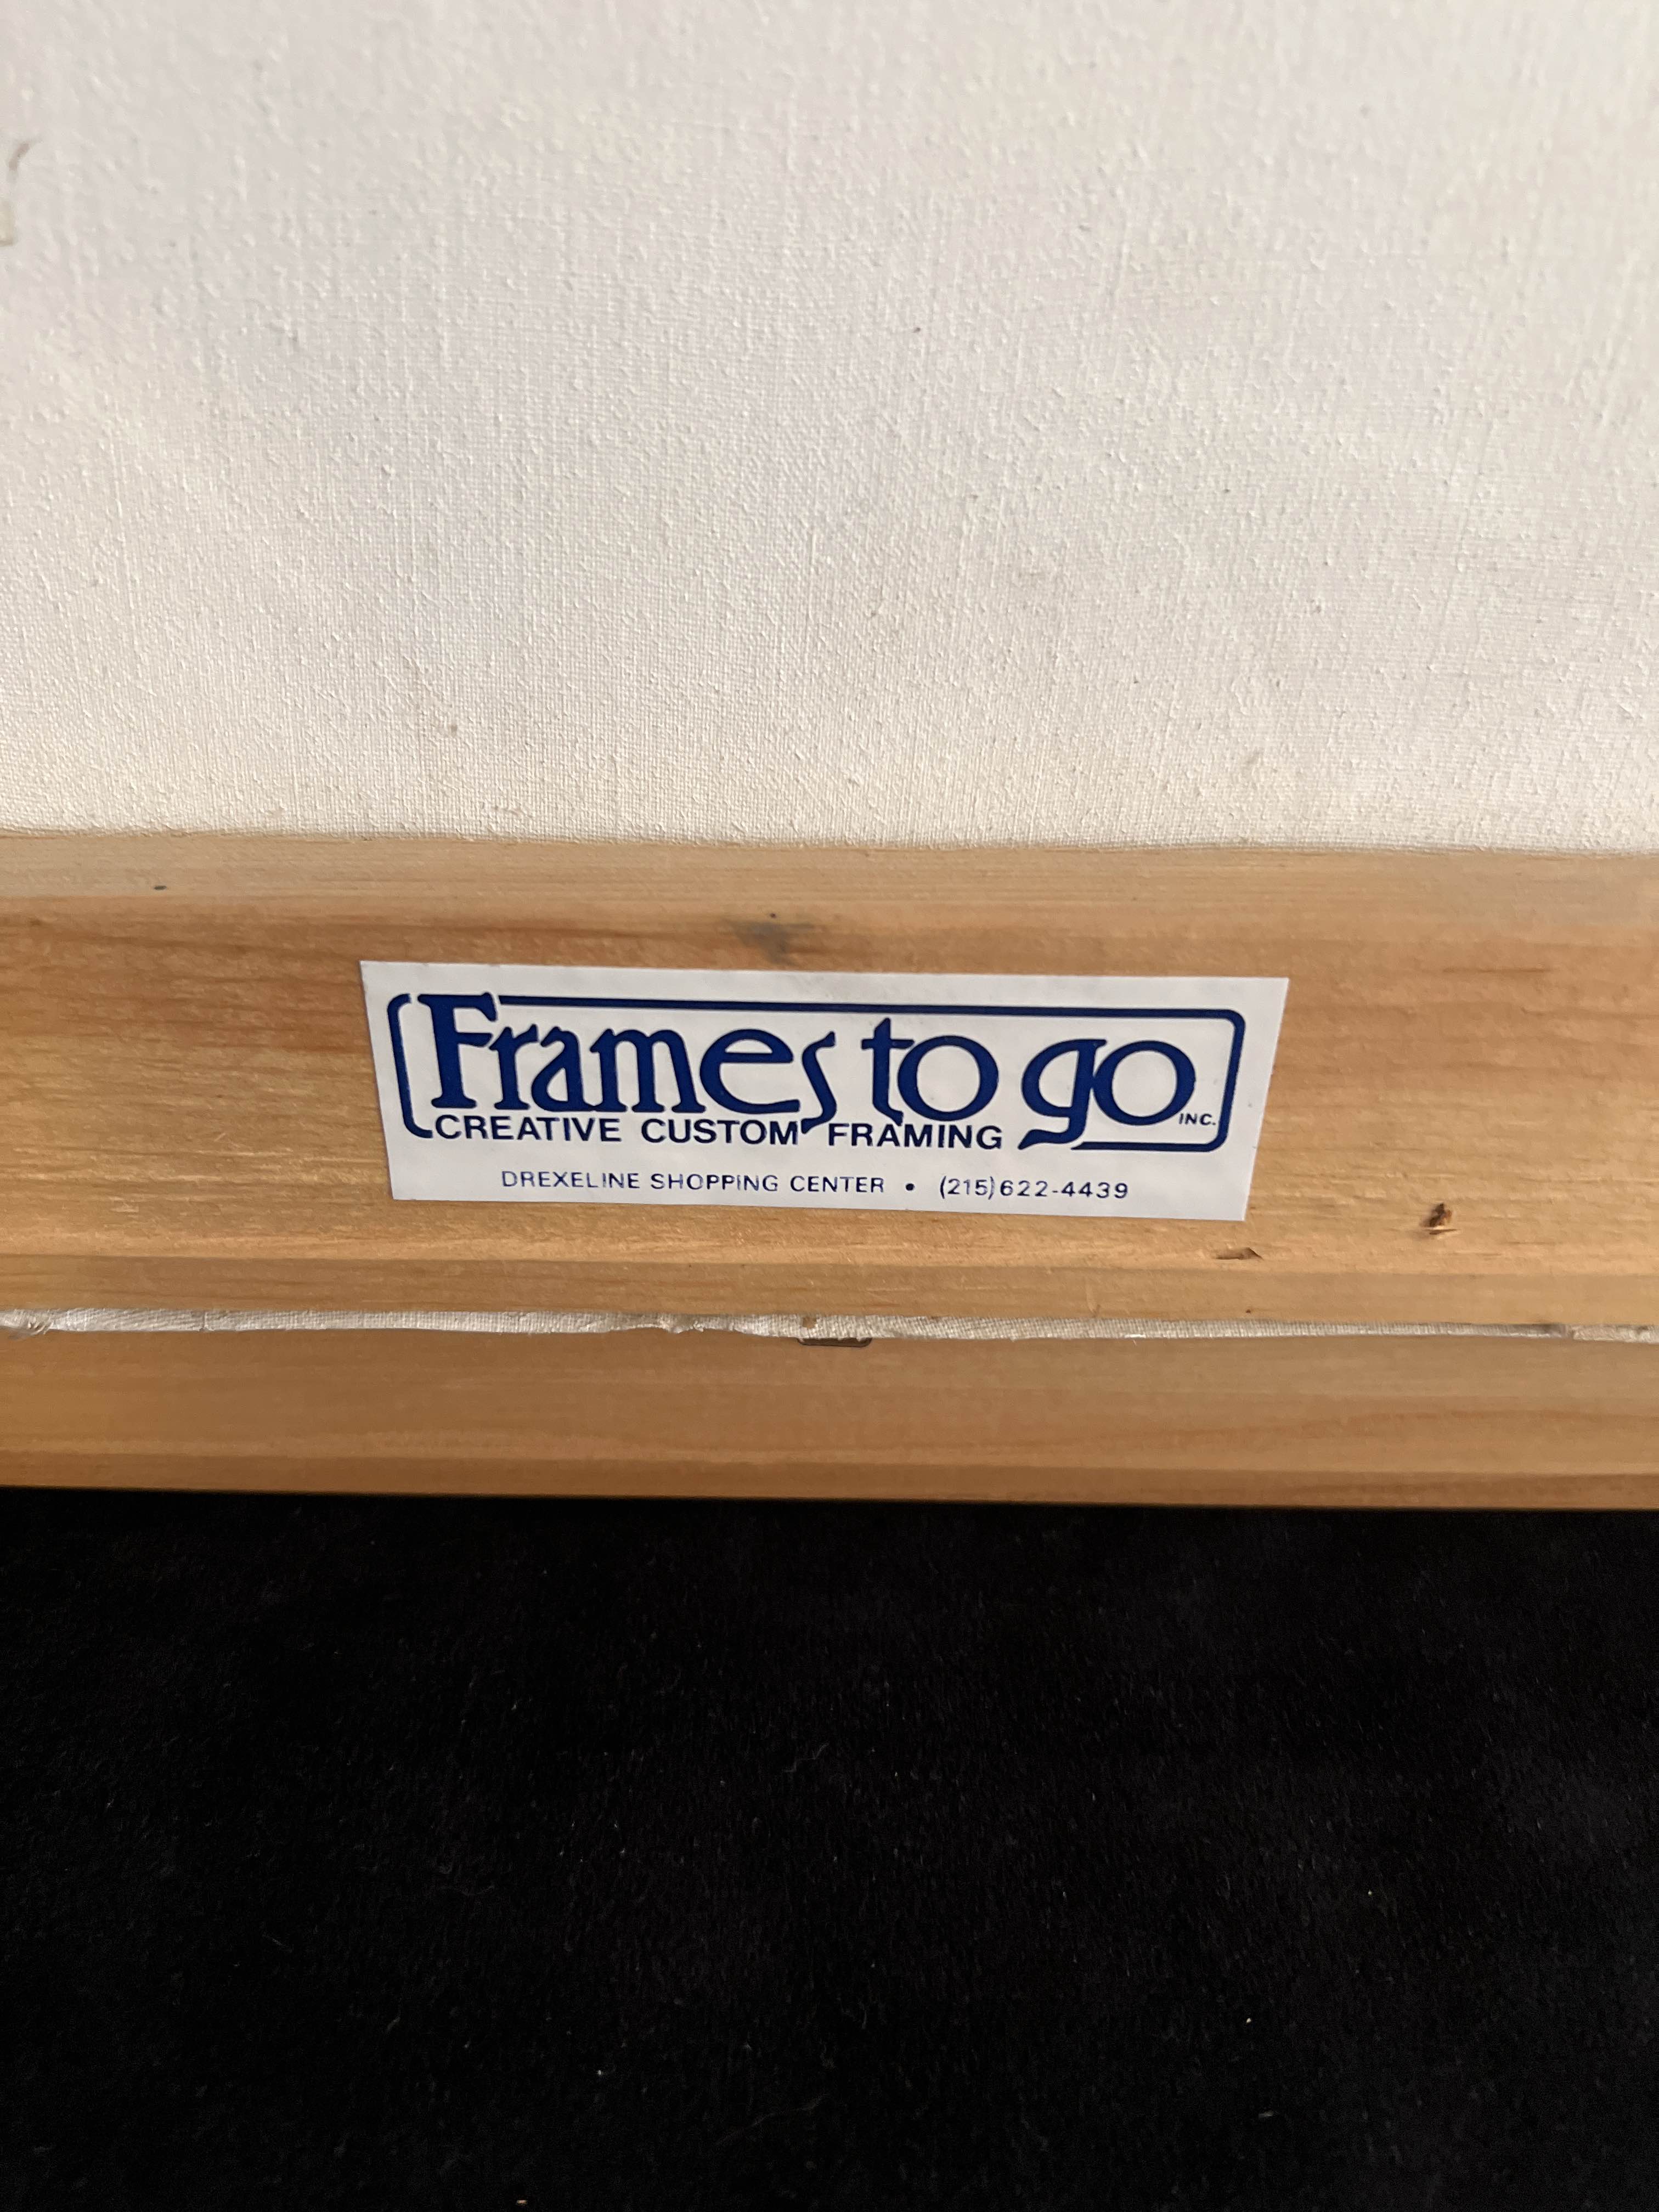 Frames to go INC.
CREATIVE CUSTOM FRAMING
DREXELINE SHOPPING CENTER • (215)622-4439